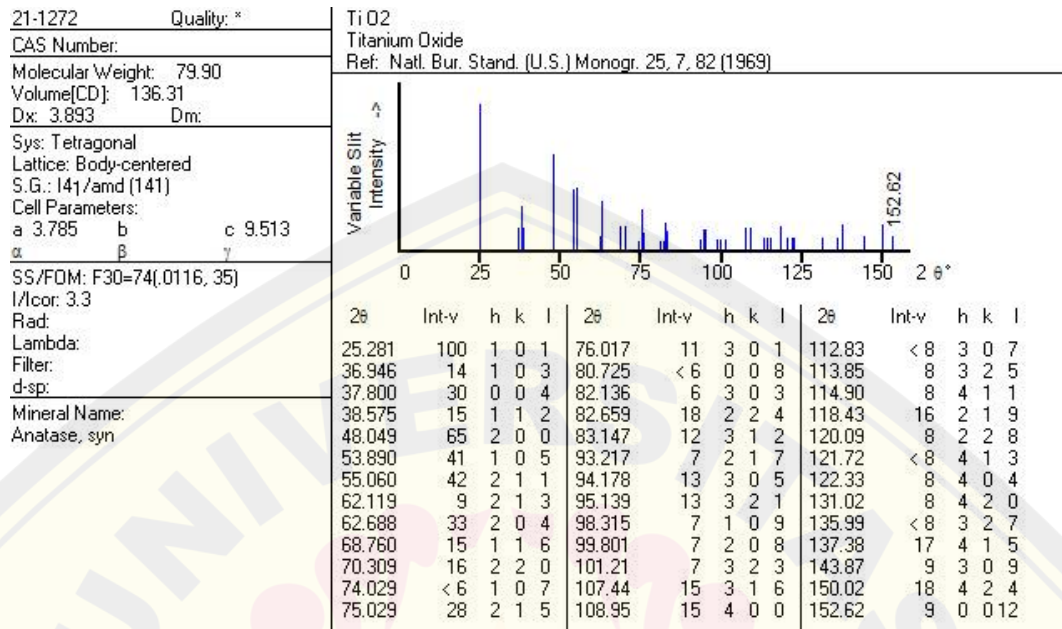 21-1272 Quality: *
CAS Number:
Molecular Weight: 79.90
Volume[CD]: 136.31
Dx: 3.893 Dm:
Sys: Tetragonal
Lattice: Body-centered
S.G.: I41/amd (141)
Cell Parameters:
a 3.785 b c 9.513
α β γ
SS/FOM: F30=74(.0116, 35)
I/Icor: 3.3
Rad:
Lambda:
Filter:
d-sp:
Mineral Name:
Anatase, syn
Ti O2
Titanium Oxide
Ref: Natl. Bur. Stand. (U.S.) Monogr. 25, 7, 82 (1969)
Variable Slit
Intensity ->
152.62
0 25 50 75 100 125 150 2 θ°
2θ Int-v h k l 2θ Int-v h k l 2θ Int-v h k l
25.281 100 1 0 1 76.017 11 3 0 1 112.83 < 8 3 0 7
36.946 14 1 0 3 80.725 < 6 0 0 8 113.85 8 3 2 5
37.800 30 0 0 4 82.136 6 3 0 3 114.90 8 4 1 1
38.575 15 1 1 2 82.659 18 2 2 4 118.43 16 2 1 9
48.049 65 2 0 0 83.147 12 3 1 2 120.09 8 2 2 8
53.890 41 1 0 5 93.217 7 2 1 7 121.72 < 8 4 1 3
55.060 42 2 1 1 94.178 13 3 0 5 122.33 8 4 0 4
62.119 9 2 1 3 95.139 13 3 2 1 131.02 8 4 2 0
62.688 33 2 0 4 98.315 7 1 0 9 135.99 < 8 3 2 7
68.760 15 1 1 6 99.801 7 2 0 8 137.38 17 4 1 5
70.309 16 2 2 0 101.21 7 3 2 3 143.87 9 3 0 9
74.029 < 6 1 0 7 107.44 15 3 1 6 150.02 18 4 2 4
75.029 28 2 1 5 108.95 15 4 0 0 152.62 9 0 0 12
UNIVERSITA